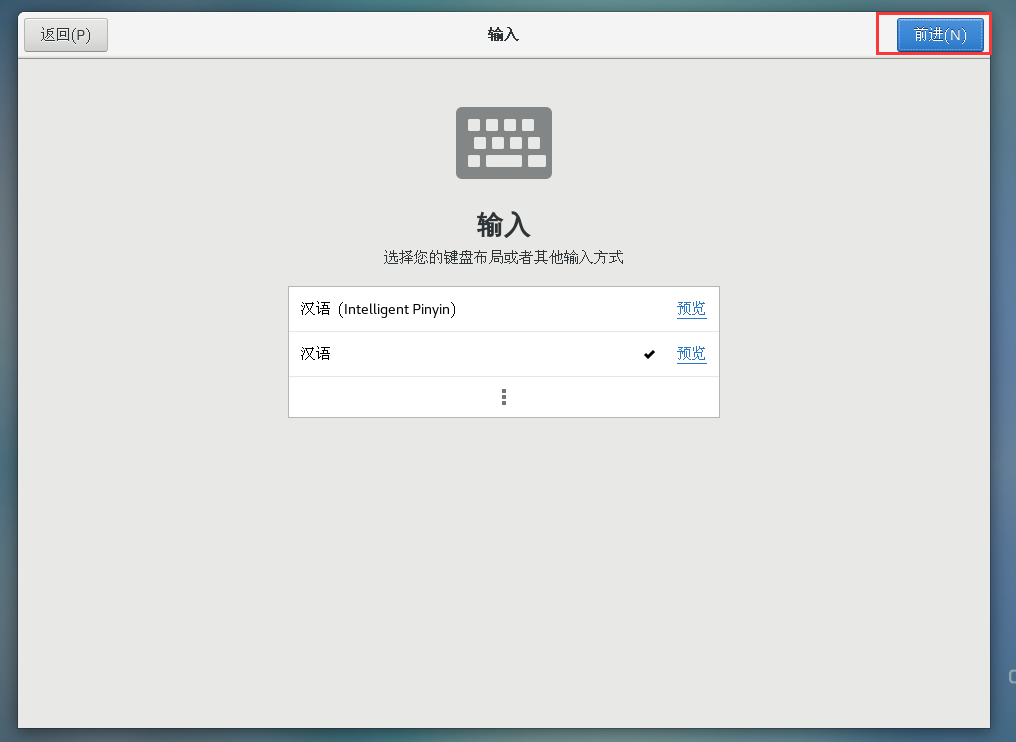 返回(P)
输入
前进(N)
输入
选择您的键盘布局或者其他输入方式
汉语 (Intelligent Pinyin)
预览
汉语
预览